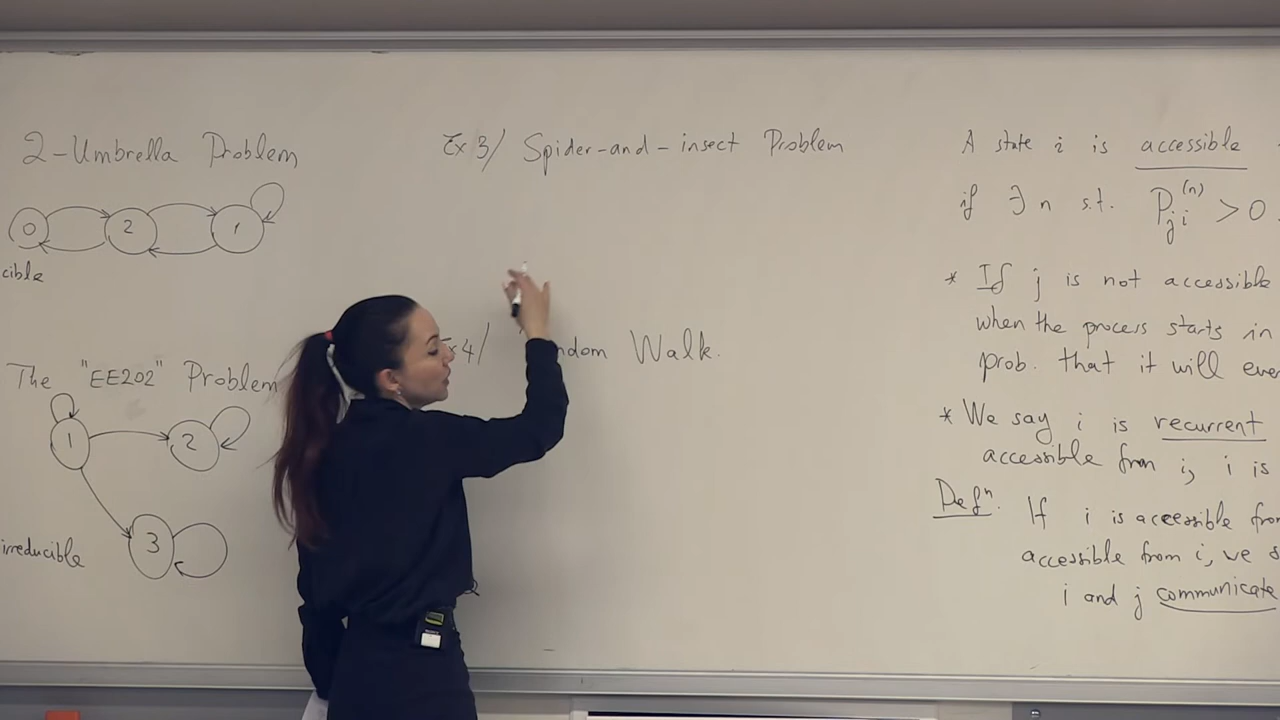 2-Umbrella Problem
0 2 1
cible
The "EE202" Problem
1 2
3
irreducible
Ex 3/ Spider-and-insect Problem
Walk.
A state i is accessible
if ∃ n s.t. P_{ji}^{(n)} > 0.
* If j is not accessible
when the process starts in
prob. that it will eve
* We say i is recurrent
accessible from i, i is
Defⁿ. If i is accessible from
accessible from i, we s
i and j communicate